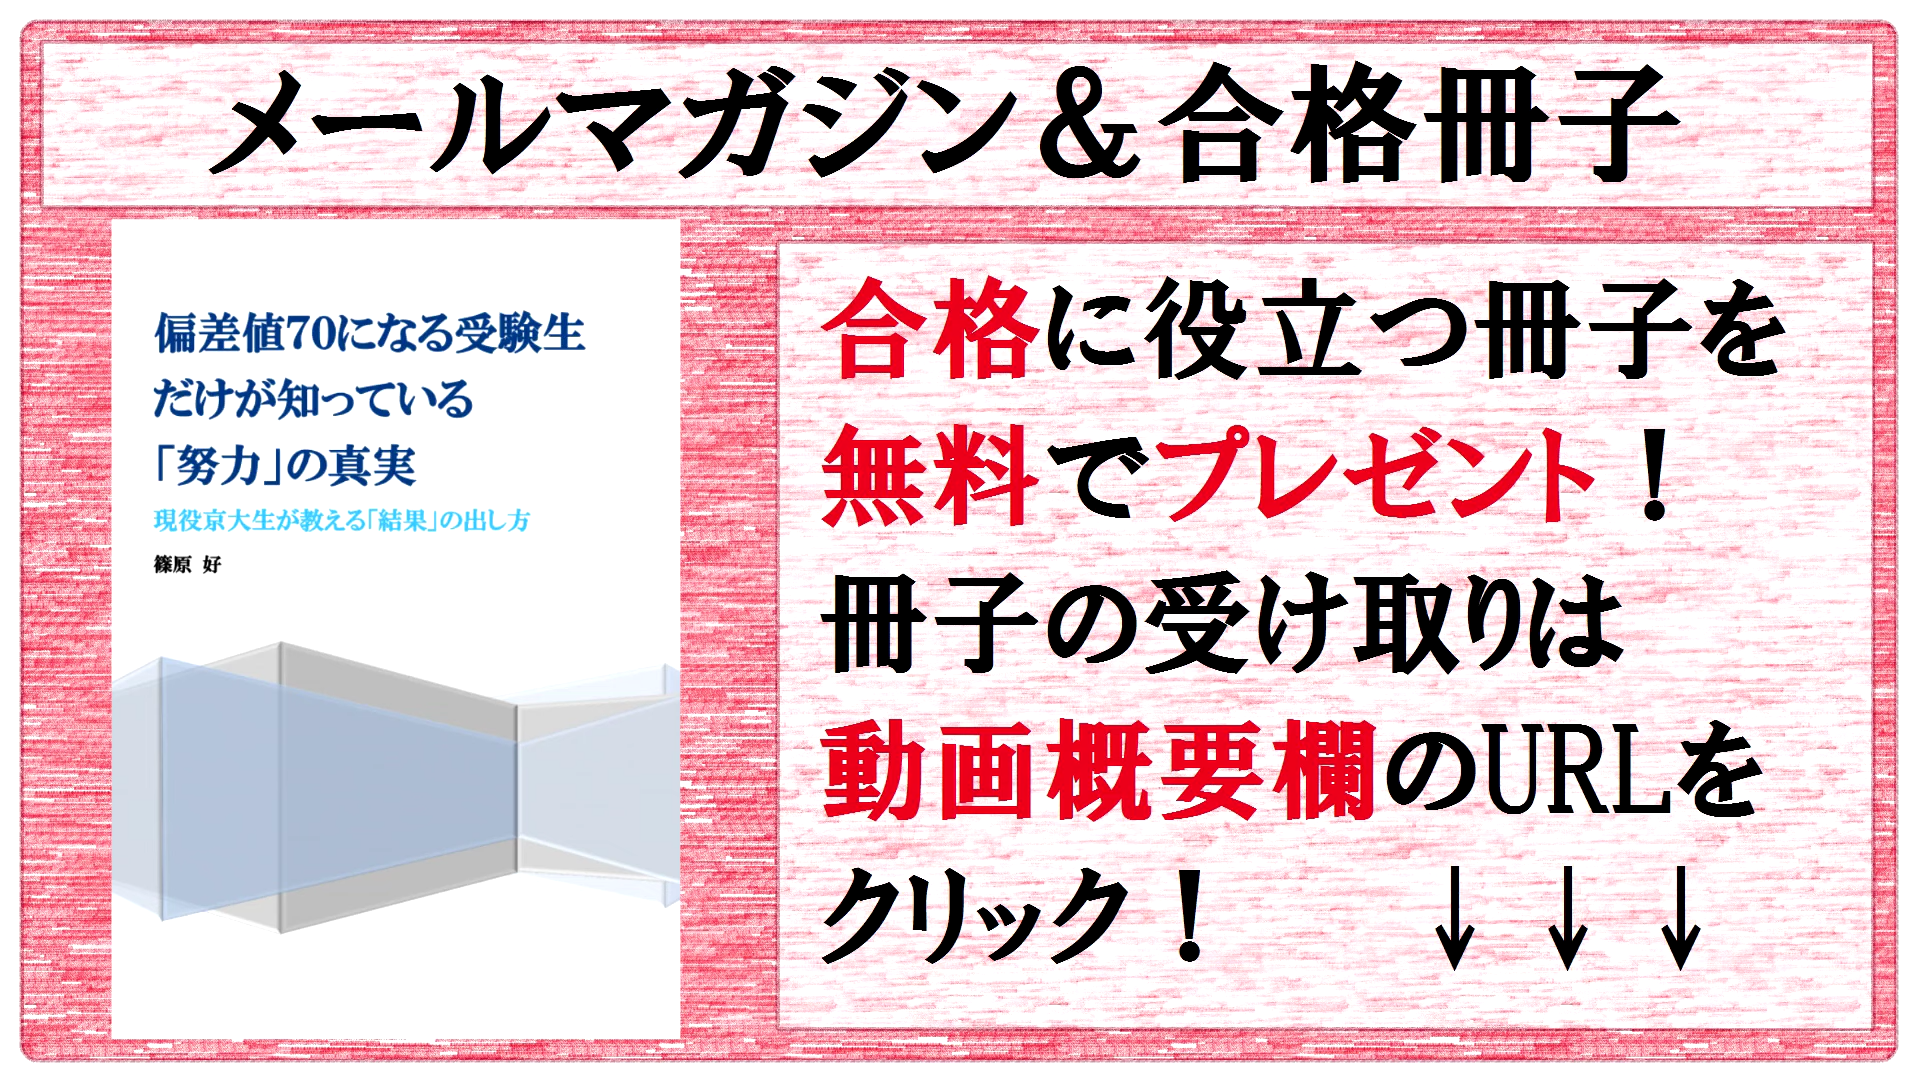 メールマガジン＆合格冊子
偏差値70になる受験生
だけが知っている
「努力」の真実
現役京大生が教える「結果」の出し方
篠原 好
合格に役立つ冊子を
無料でプレゼント！
冊子の受け取りは
動画概要欄のURLを
クリック！　　↓↓↓